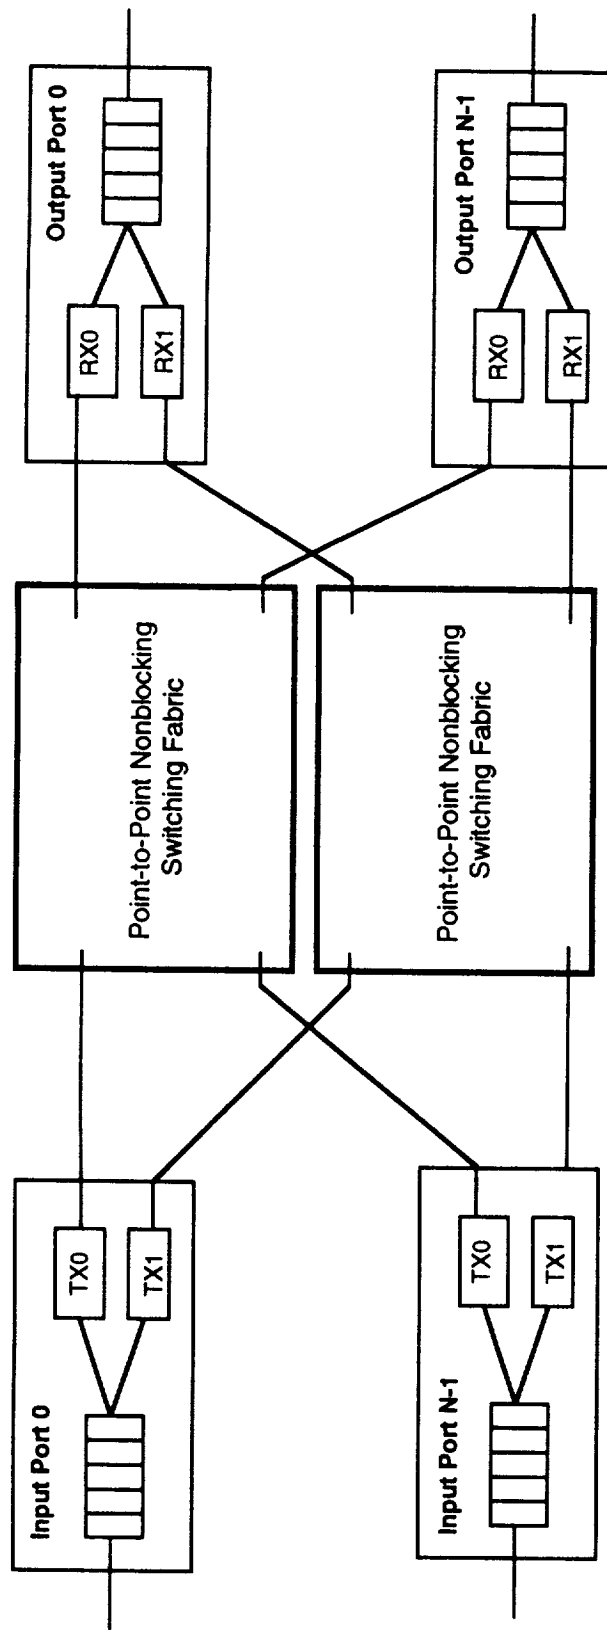 Input Port 0
TX0
TX1
Point-to-Point Nonblocking
Switching Fabric
Output Port 0
RX0
RX1
Input Port N-1
TX0
TX1
Point-to-Point Nonblocking
Switching Fabric
Output Port N-1
RX0
RX1